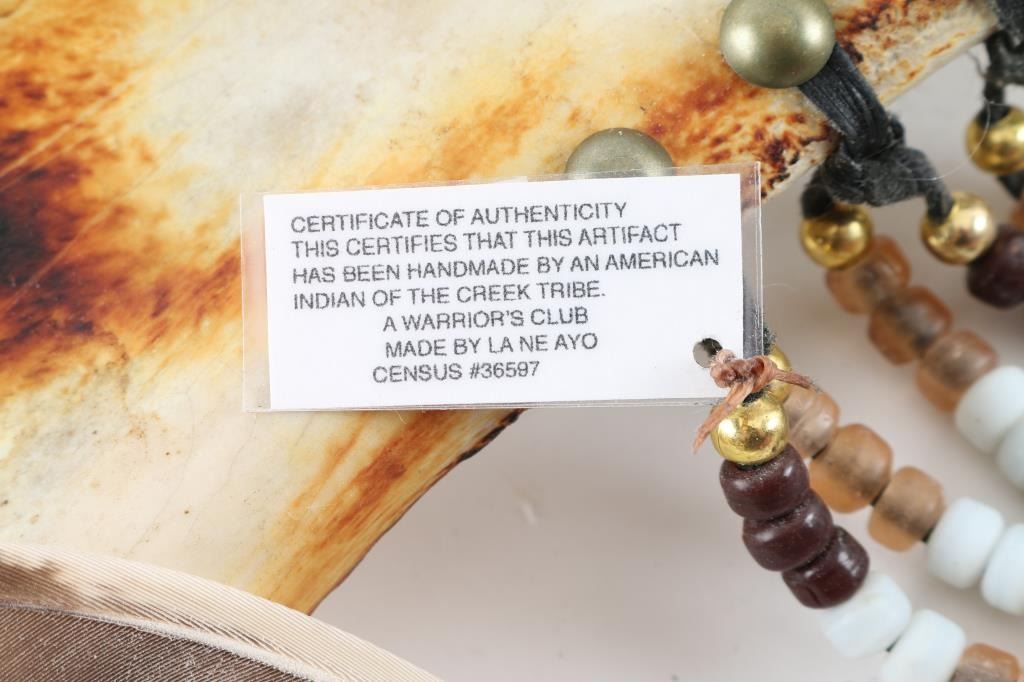 CERTIFICATE OF AUTHENTICITY
THIS CERTIFIES THAT THIS ARTIFACT
HAS BEEN HANDMADE BY AN AMERICAN
INDIAN OF THE CREEK TRIBE.
A WARRIOR'S CLUB
MADE BY LA NE AYO
CENSUS #36597